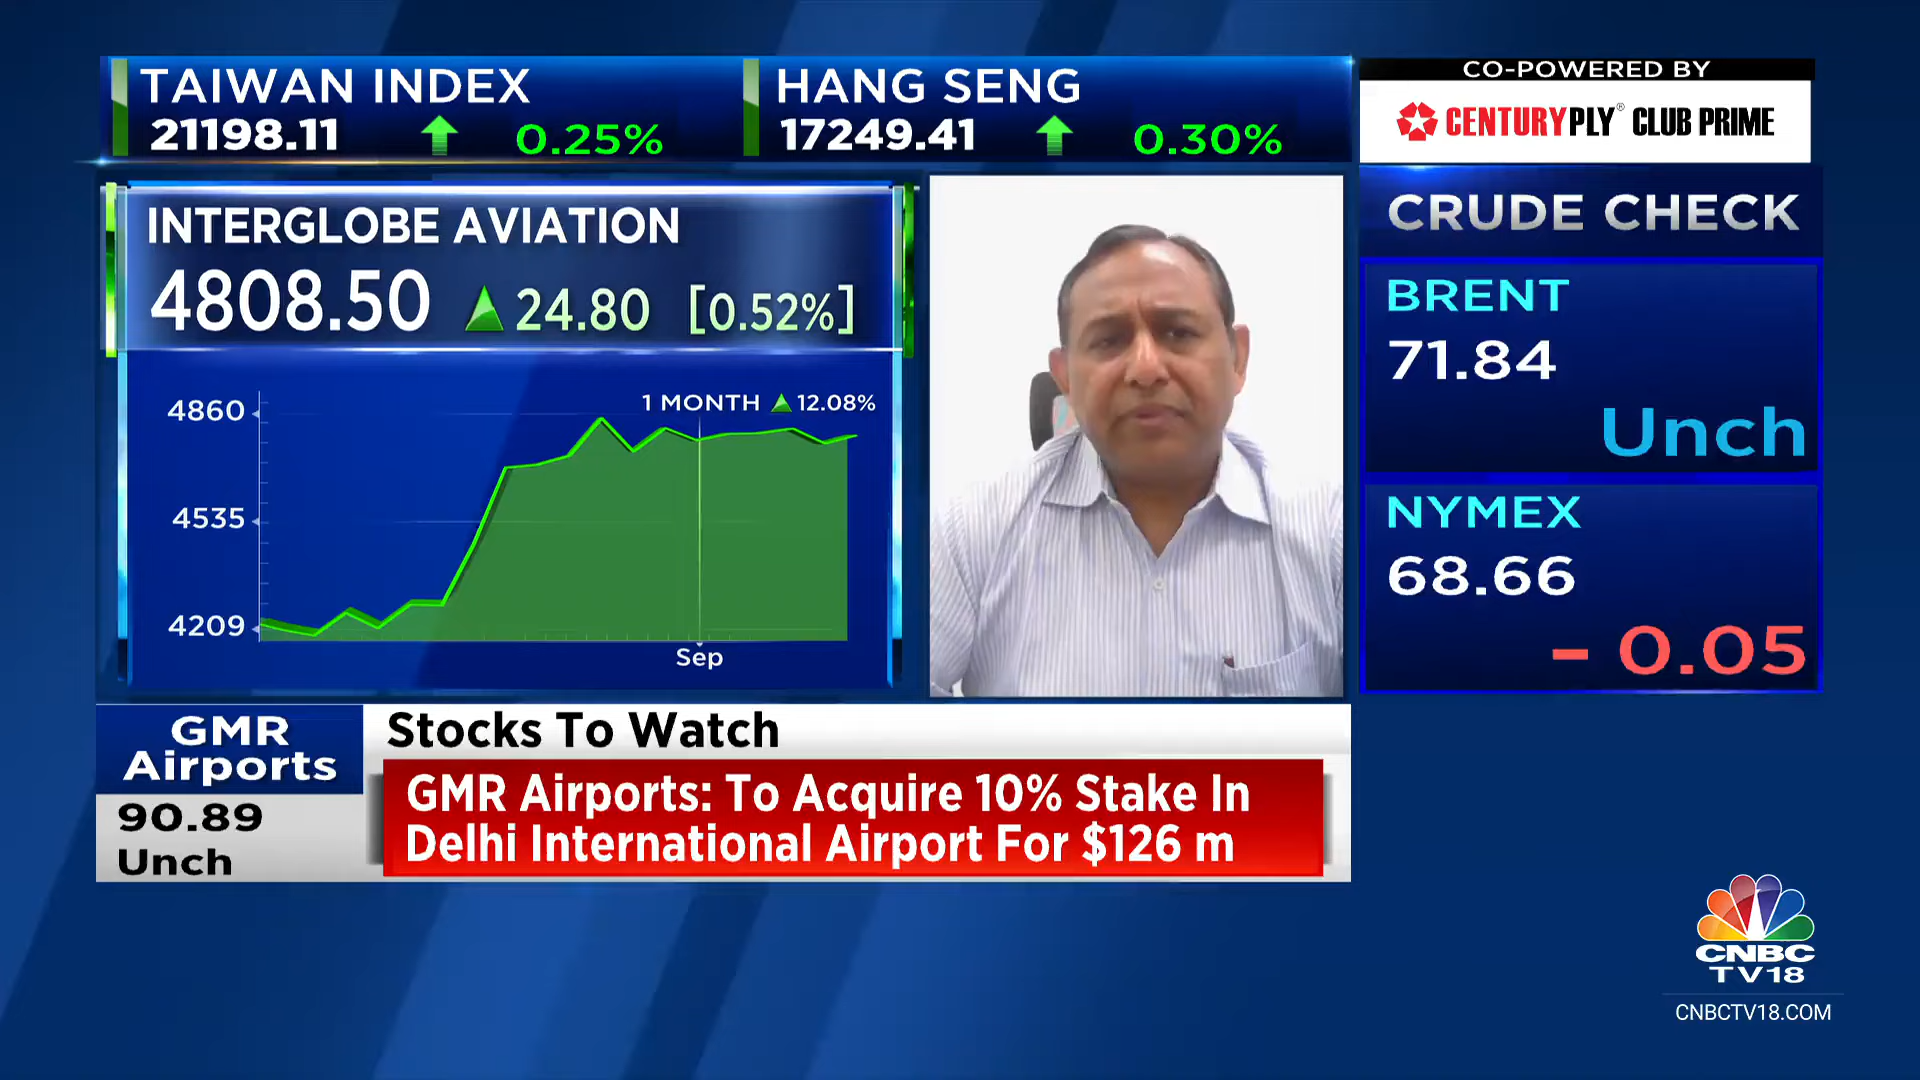 TAIWAN INDEX
21198.11 0.25%
HANG SENG
17249.41 0.30%
CO-POWERED BY
CENTURYPLY® CLUB PRIME
INTERGLOBE AVIATION
4808.50 ▲ 24.80 [0.52%]
1 MONTH ▲ 12.08%
4860
4535
4209
Sep
CRUDE CHECK
BRENT
71.84
Unch
NYMEX
68.66
- 0.05
GMR
Airports
90.89
Unch
Stocks To Watch
GMR Airports: To Acquire 10% Stake In
Delhi International Airport For $126 m
CNBC
TV18
CNBCTV18.COM